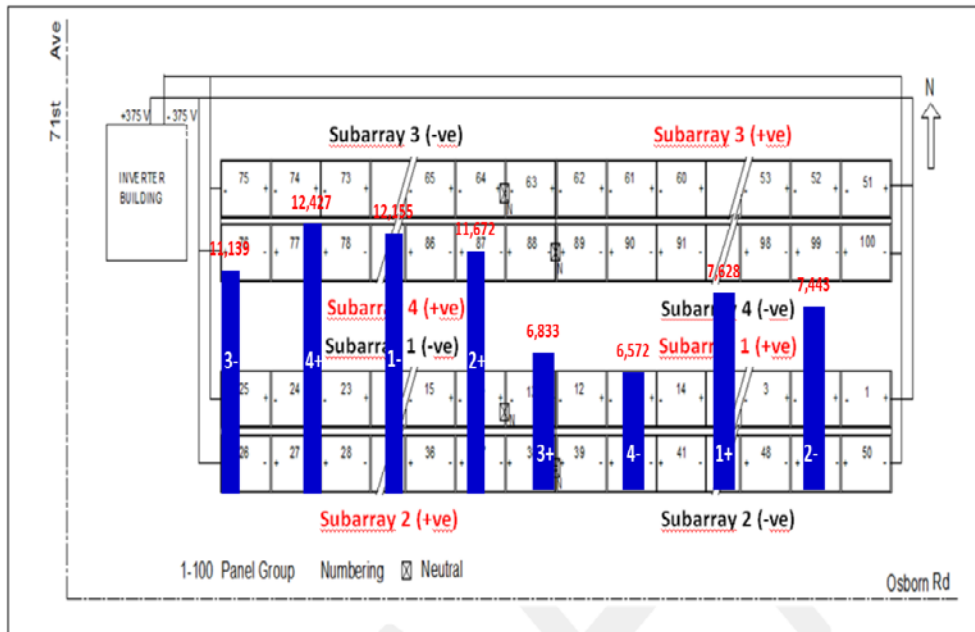 71st Ave
+375 V - 375 V
INVERTER
BUILDING
N
Subarray 3 (-ve) Subarray 3 (+ve)
75 74 73 65 64 63 62 61 60 53 52 51
N
12,427 12,155 11,672
11,139
77 78 86 87 88 89 90 91 98 99 100
N
7,628 7,443
Subarray 4 (+ve) Subarray 4 (-ve)
Subarray 1 (-ve) Subarray 1 (+ve)
6,833 6,572
3- 4+ 1- 2+
25 24 23 15 12 14 3 1
N
26 27 28 36 39 41 48 50
3+ 4- 1+ 2-
Subarray 2 (+ve) Subarray 2 (-ve)
1-100 Panel Group Numbering Neutral
Osborn Rd